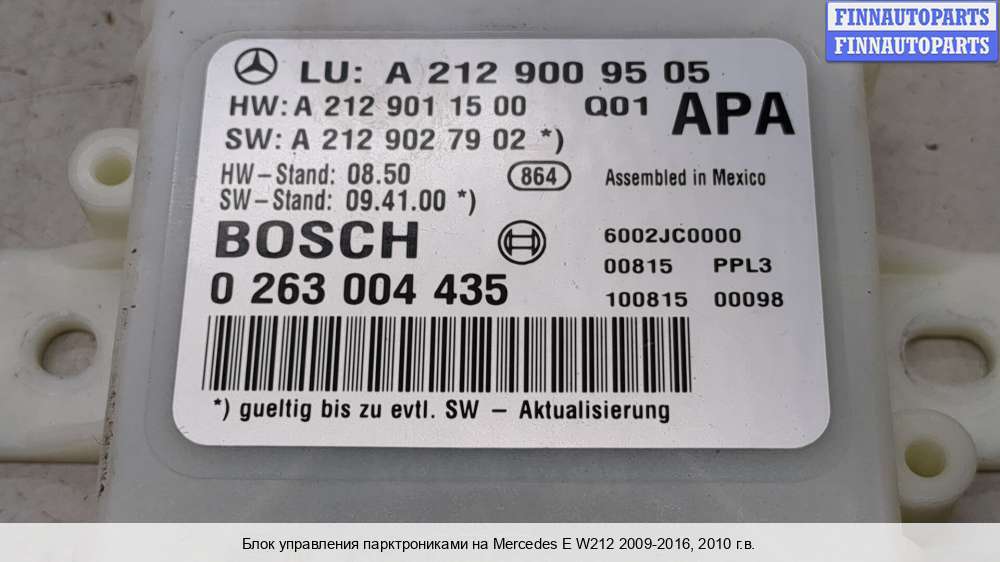 FINNAUTOPARTS
FINNAUTOPARTS
LU: A 212 900 95 05
HW: A 212 901 15 00 Q01 APA
SW: A 212 902 79 02 *)
HW-Stand: 08.50 864 Assembled in Mexico
SW-Stand: 09.41.00 *)
BOSCH 6002JC0000
00815 PPL3
0 263 004 435 100815 00098
*) gueltig bis zu evtl. SW - Aktualisierung
Блок управления парктрониками на Mercedes E W212 2009-2016, 2010 г.в.